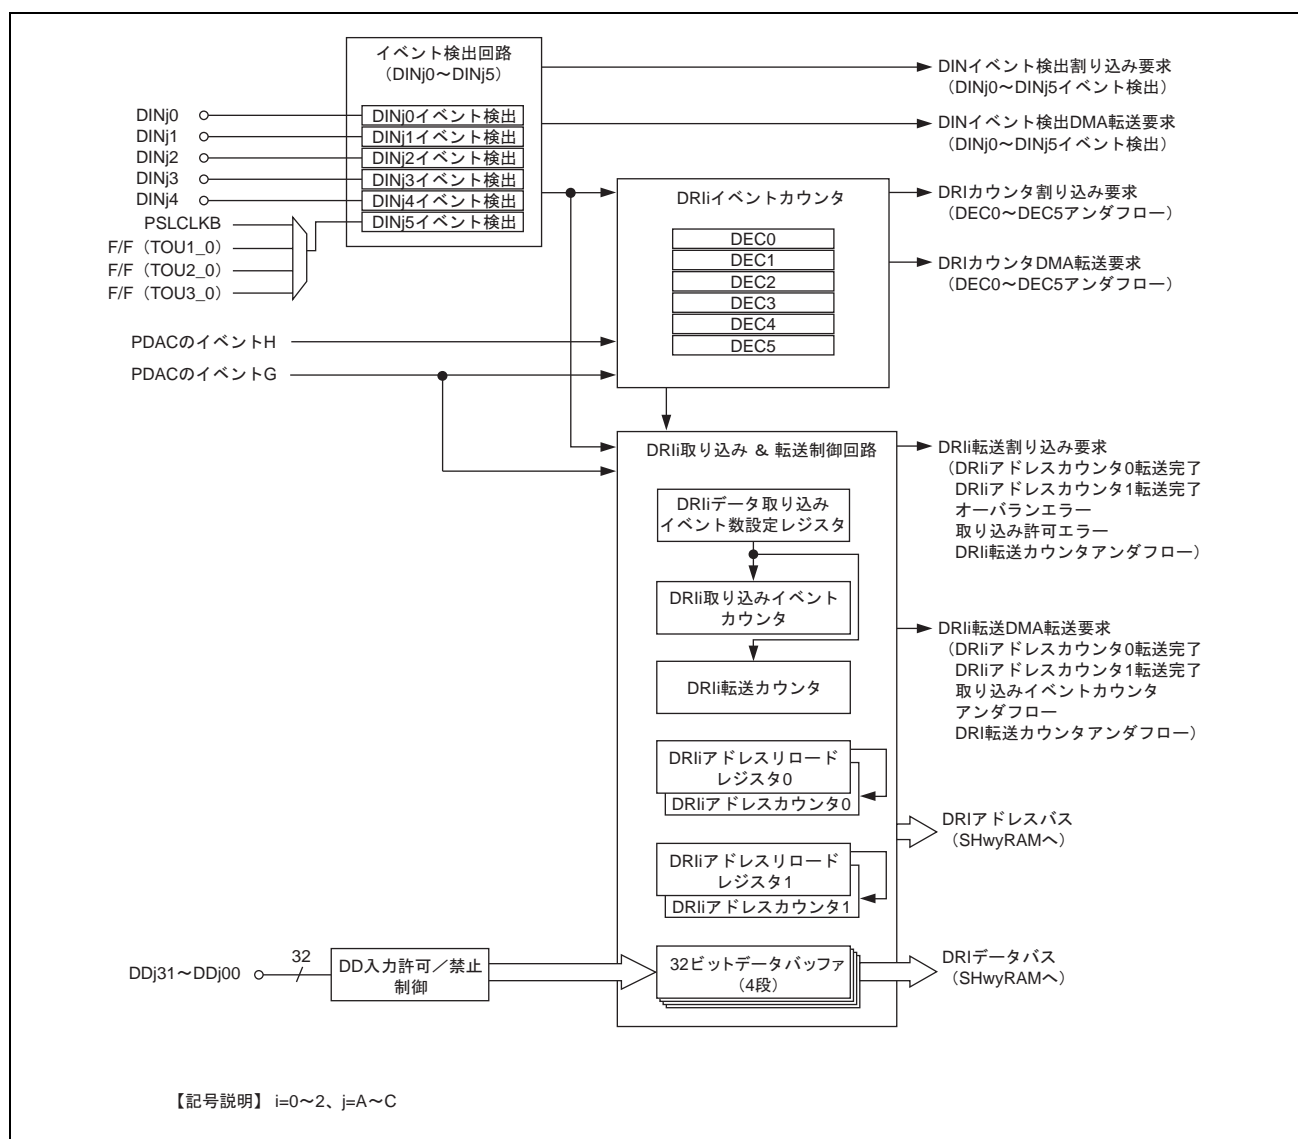 イベント検出回路
（DINj0～DINj5）
DINj0
DINj1
DINj2
DINj3
DINj4
PSLCLKB
F/F（TOU1_0）
F/F（TOU2_0）
F/F（TOU3_0）
DINj0イベント検出
DINj1イベント検出
DINj2イベント検出
DINj3イベント検出
DINj4イベント検出
DINj5イベント検出
DINイベント検出割り込み要求
（DINj0～DINj5イベント検出）
DINイベント検出DMA転送要求
（DINj0～DINj5イベント検出）
DRIiイベントカウンタ
DEC0
DEC1
DEC2
DEC3
DEC4
DEC5
DRIカウンタ割り込み要求
（DEC0～DEC5アンダフロー）
DRIカウンタDMA転送要求
（DEC0～DEC5アンダフロー）
PDACのイベントH
PDACのイベントG
DRIi取り込み & 転送制御回路
DRIiデータ取り込み
イベント数設定レジスタ
DRIi取り込みイベント
カウンタ
DRIi転送カウンタ
DRIiアドレスリロード
レジスタ0
DRIiアドレスカウンタ0
DRIiアドレスリロード
レジスタ1
DRIiアドレスカウンタ1
32ビットデータバッファ
（4段）
DRIi転送割り込み要求
（DRIiアドレスカウンタ0転送完了
DRIiアドレスカウンタ1転送完了
オーバランエラー
取り込み許可エラー
DRIi転送カウンタアンダフロー）
DRIi転送DMA転送要求
（DRIiアドレスカウンタ0転送完了
DRIiアドレスカウンタ1転送完了
取り込みイベントカウンタ
アンダフロー
DRI転送カウンタアンダフロー）
DRIアドレスバス
（SHwyRAMへ）
DRIデータバス
（SHwyRAMへ）
DDj31～DDj00
32
DD入力許可／禁止
制御
【記号説明】 i=0～2、j=A～C